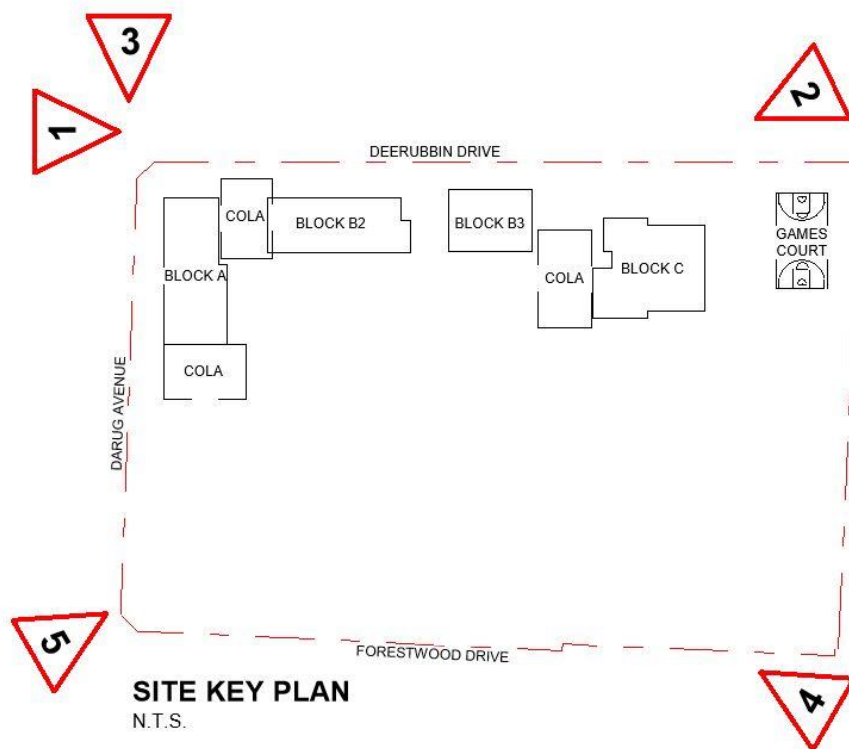 3
2
1
DEERUBBIN DRIVE
COLA
BLOCK B2
BLOCK B3
GAMES
COURT
BLOCK A
COLA
BLOCK C
COLA
DARUG AVENUE
5
FORESTWOOD DRIVE
4
SITE KEY PLAN
N.T.S.